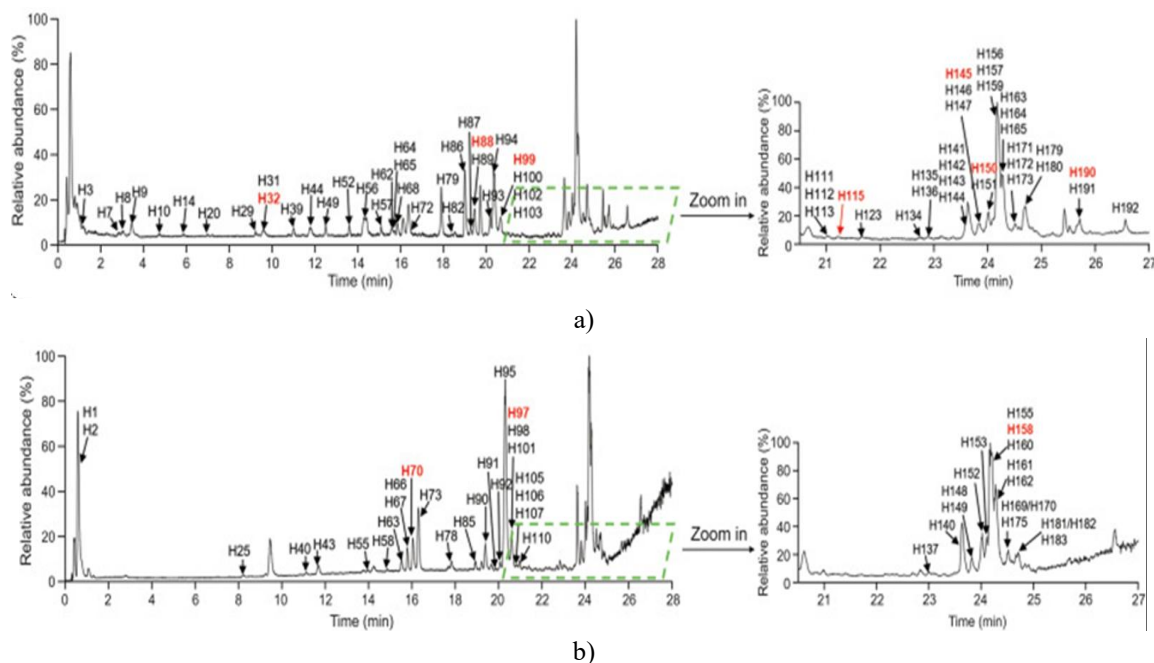 Relative abundance (%)
100
80
60
40
20
0
H3
H7
H8
H9
H10
H14
H20
H29
H31
H32
H39
H44
H49
H52
H56
H57
H62
H64
H65
H68
H72
H79
H82
H86
H87
H88
H89
H93
H94
H99
H100
H102
H103
0 2 4 6 8 10 12 14 16 18 20 22 24 26 28
Time (min)
Zoom in
Relative abundance (%)
100
80
60
40
20
0
H111
H112
H113
H115
H123
H134
H135
H136
H141
H142
H143
H144
H145
H146
H147
H150
H151
H156
H157
H159
H163
H164
H165
H171
H172
H173
H179
H180
H190
H191
H192
21 22 23 24 25 26 27
Time (min)
a)
Relative abundance (%)
100
80
60
40
20
0
H1
H2
H25
H40
H43
H55
H58
H63
H66
H67
H70
H73
H78
H85
H90
H91
H92
H95
H97
H98
H101
H105
H106
H107
H110
0 2 4 6 8 10 12 14 16 18 20 22 24 26 28
Time (min)
Zoom in
Relative abundance (%)
100
80
60
40
20
0
H137
H140
H148
H149
H152
H153
H155
H158
H160
H161
H162
H169/H170
H175
H181/H182
H183
21 22 23 24 25 26 27
Time (min)
b)